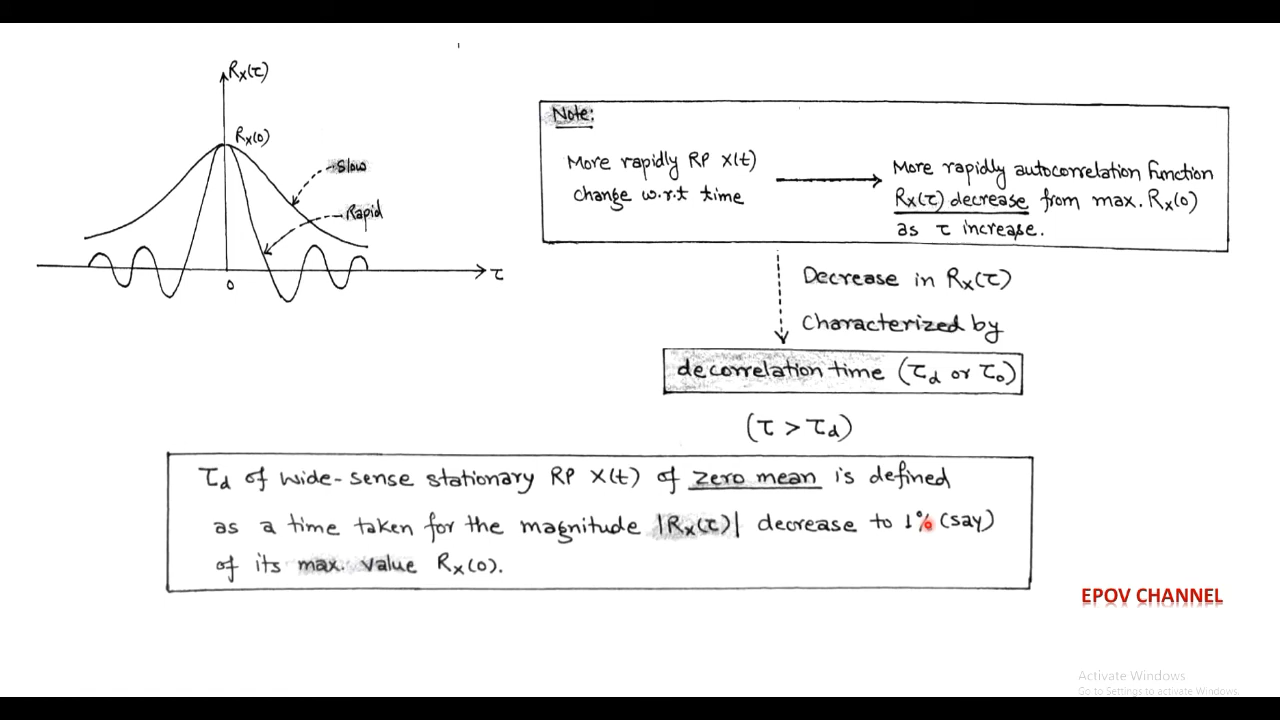 Rx(τ)
Rx(0)
Slow
Rapid
τ
0
Note:
More rapidly RP X(t)
change w.r.t time
More rapidly autocorrelation function
Rx(τ) decrease from max. Rx(0)
as τ increase.
Decrease in Rx(τ)
Characterized by
decorrelation time (τd or τ0)
(τ > τd)
τd of wide-sense stationary RP X(t) of zero mean is defined
as a time taken for the magnitude |Rx(τ)| decrease to 1% (say)
of its max. value Rx(0).
EPOV CHANNEL
Activate Windows
Go to Settings to activate Windows.